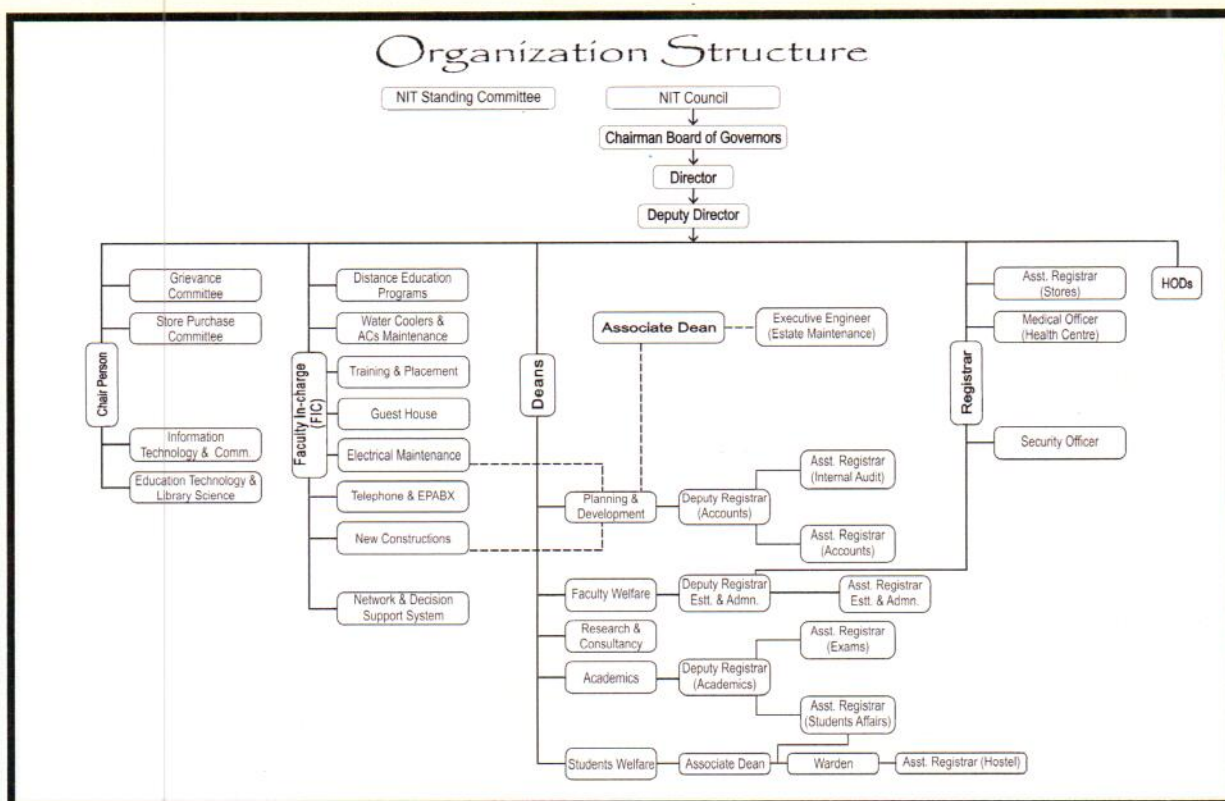 Organization Structure
NIT Standing Committee
NIT Council
Chairman Board of Governors
Director
Deputy Director
Grievance
Committee
Store Purchase
Committee
Chair Person
Information
Technology & Comm.
Education Technology &
Library Science
Distance Education
Programs
Water Coolers &
ACs Maintenance
Training & Placement
Faculty In-charge
(FIC)
Guest House
Electrical Maintenance
Telephone & EPABX
New Constructions
Network & Decision
Support System
Deans
Associate Dean
Executive Engineer
(Estate Maintenance)
Planning &
Development
Deputy Registrar
(Accounts)
Asst. Registrar
(Internal Audit)
Asst. Registrar
(Accounts)
Faculty Welfare
Deputy Registrar
Estt. & Admn.
Asst. Registrar
Estt. & Admn.
Research &
Consultancy
Academics
Deputy Registrar
(Academics)
Asst. Registrar
(Exams)
Asst. Registrar
(Students Affairs)
Students Welfare
Associate Dean
Warden
Asst. Registrar (Hostel)
Registrar
Asst. Registrar
(Stores)
Medical Officer
(Health Centre)
Security Officer
HODs